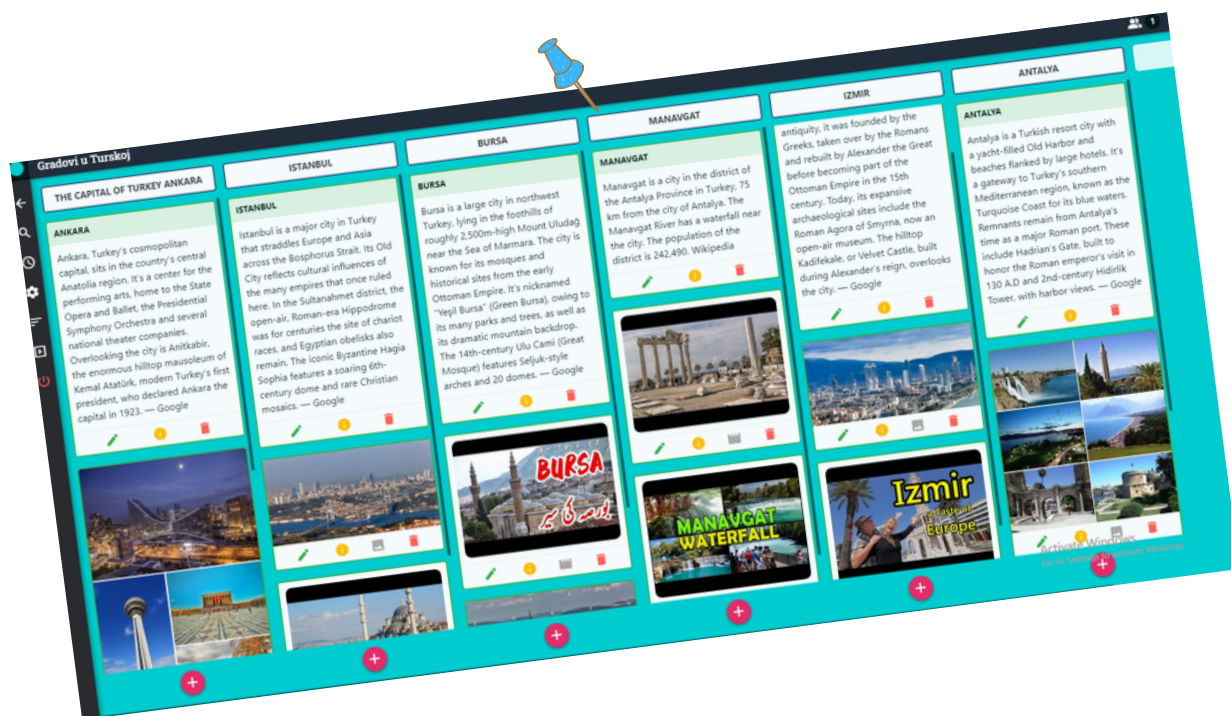 Gradovi u Turskoj
1
THE CAPITAL OF TURKEY ANKARA
ANKARA
Ankara, Turkey's cosmopolitan
capital, sits in the country's central
Anatolia region. It's a center for the
performing arts, home to the State
Opera and Ballet, the Presidential
Symphony Orchestra and several
national theater companies.
Overlooking the city is Anitkabir,
the enormous hilltop mausoleum of
Kemal Atatürk, modern Turkey's first
president, who declared Ankara the
capital in 1923. — Google
ISTANBUL
ISTANBUL
Istanbul is a major city in Turkey
that straddles Europe and Asia
across the Bosphorus Strait. Its Old
City reflects cultural influences of
the many empires that once ruled
here. In the Sultanahmet district, the
open-air, Roman-era Hippodrome
was for centuries the site of chariot
races, and Egyptian obelisks also
remain. The iconic Byzantine Hagia
Sophia features a soaring 6th-
century dome and rare Christian
mosaics. — Google
BURSA
BURSA
Bursa is a large city in northwest
Turkey, lying in the foothills of
roughly 2,500m-high Mount Uludağ
near the Sea of Marmara. The city is
known for its mosques and
historical sites from the early
Ottoman Empire. It's nicknamed
"Yeşil Bursa" (Green Bursa), owing to
its many parks and trees, as well as
its dramatic mountain backdrop.
The 14th-century Ulu Cami (Great
Mosque) features Seljuk-style
arches and 20 domes. — Google
BURSA
بورصہ کی سیر
MANAVGAT
MANAVGAT
Manavgat is a city in the district of
the Antalya Province in Turkey, 75
km from the city of Antalya. The
Manavgat River has a waterfall near
the city. The population of the
district is 242,490. Wikipedia
MANAVGAT
WATERFALL
IZMIR
antiquity, it was founded by the
Greeks, taken over by the Romans
and rebuilt by Alexander the Great
before becoming part of the
Ottoman Empire in the 15th
century. Today, its expansive
archaeological sites include the
Roman Agora of Smyrna, now an
open-air museum. The hilltop
Kadifekale, or Velvet Castle, built
during Alexander's reign, overlooks
the city. — Google
Izmir
A Taste of
Europe
ANTALYA
ANTALYA
Antalya is a Turkish resort city with
a yacht-filled Old Harbor and
beaches flanked by large hotels. It's
a gateway to Turkey's southern
Mediterranean region, known as the
Turquoise Coast for its blue waters.
Remnants remain from Antalya's
time as a major Roman port. These
include Hadrian's Gate, built to
honor the Roman emperor's visit in
130 A.D and 2nd-century Hidirlik
Tower, with harbor views. — Google
Activate Windows
Go to Settings to activate Windows